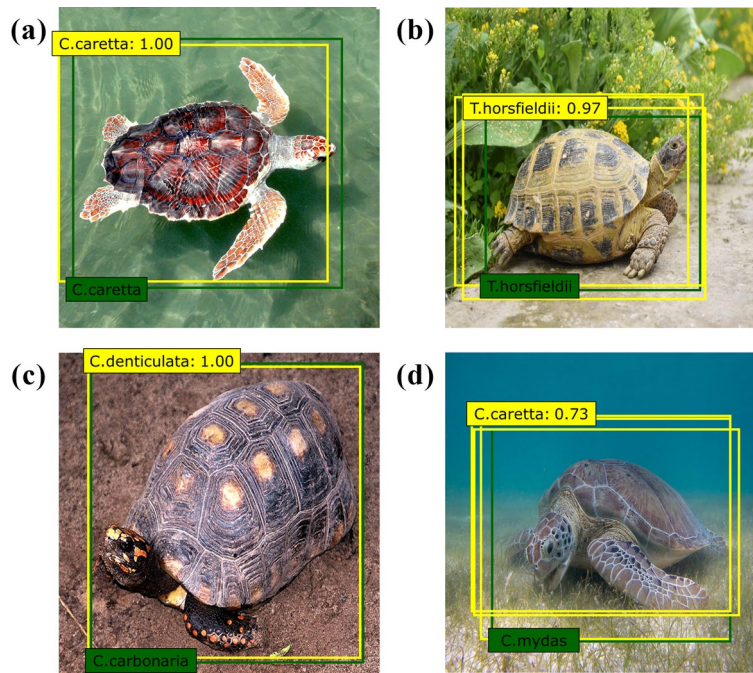 (a)
C.caretta: 1.00
C.caretta
(b)
T.horsfieldii: 0.97
T.horsfieldii
(c)
C.denticulata: 1.00
C.carbonaria
(d)
C.caretta: 0.73
C.mydas